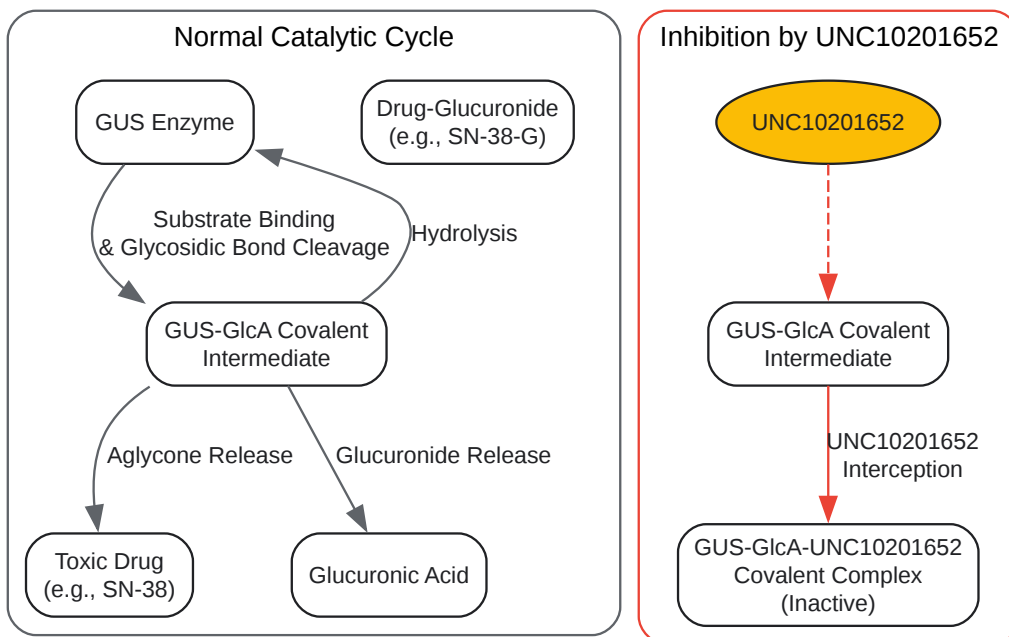 Normal Catalytic Cycle
GUS Enzyme
Drug-Glucuronide
(e.g., SN-38-G)
Substrate Binding
& Glycosidic Bond Cleavage
Hydrolysis
GUS-GlcA Covalent
Intermediate
Aglycone Release
Glucuronide Release
Toxic Drug
(e.g., SN-38)
Glucuronic Acid
Inhibition by UNC10201652
UNC10201652
GUS-GlcA Covalent
Intermediate
UNC10201652
Interception
GUS-GlcA-UNC10201652
Covalent Complex
(Inactive)